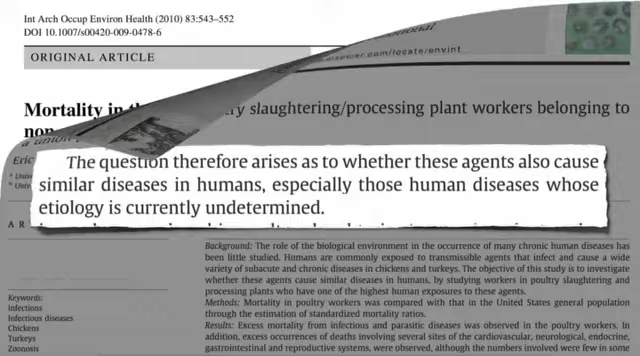 Int Arch Occup Environ Health (2010) 83:543–552
DOI 10.1007/s00420-009-0478-6
ORIGINAL ARTICLE
evier.com/locate/envint
Mortality in slaughtering/processing plant workers belonging to
non
a union
Eric
The question therefore arises as to whether these agents also cause
similar diseases in humans, especially those human diseases whose
etiology is currently undetermined.
Background: The role of the biological environment in the occurrence of many chronic human diseases has
been little studied. Humans are commonly exposed to transmissible agents that infect and cause a wide
variety of subacute and chronic diseases in chickens and turkeys. The objective of this study is to investigate
whether these agents cause similar diseases in humans, by studying workers in poultry slaughtering and
processing plants who have one of the highest human exposures to these agents.
Keywords:
Infections
Infectious diseases
Chickens
Turkeys
Zoonosis
Methods: Mortality in poultry workers was compared with that in the United States general population
through the estimation of standardized mortality ratios.
Results: Excess mortality from infectious and parasitic diseases was observed in the poultry workers. In
addition, excess occurrences of deaths involving several sites of the cardiovascular, neurological, endocrine,
gastrointestinal and reproductive systems, were observed, although the numbers involved were few in some